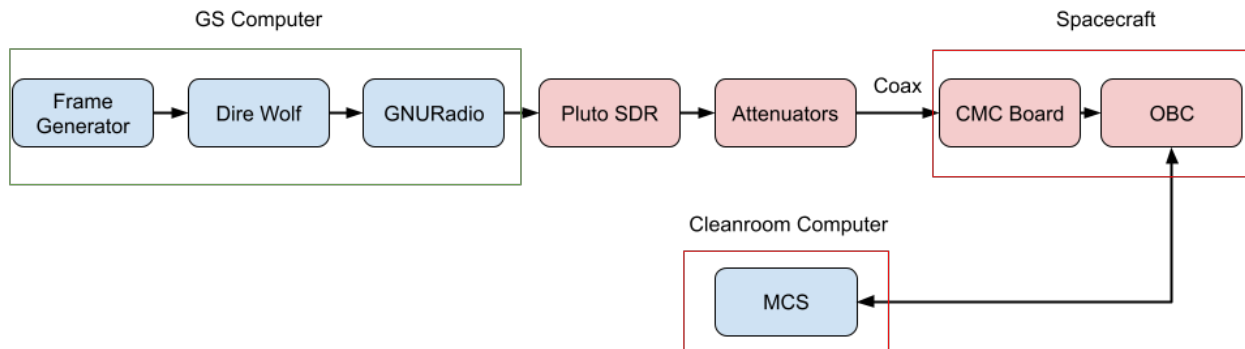 GS Computer
Spacecraft
Frame
Generator
Dire Wolf
GNURadio
Pluto SDR
Attenuators
Coax
CMC Board
OBC
Cleanroom Computer
MCS